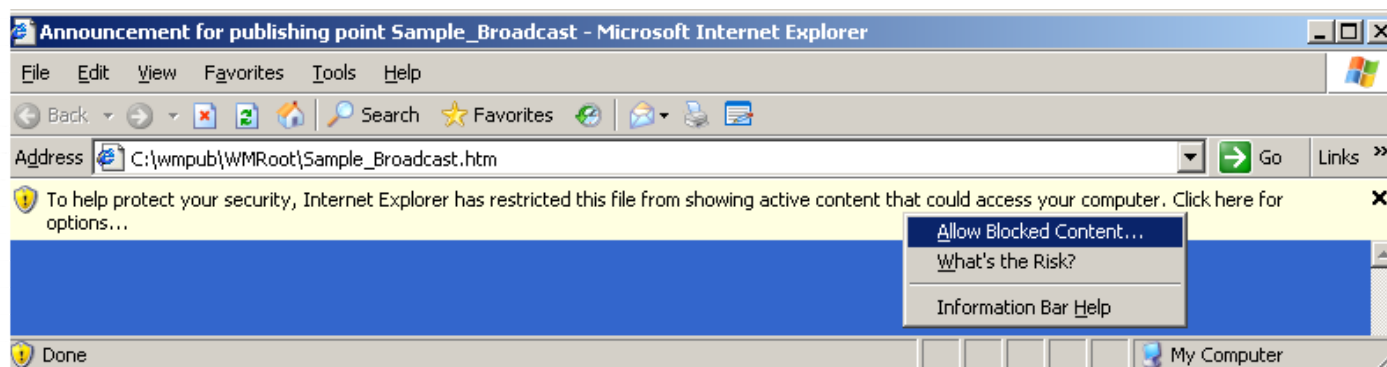 Announcement for publishing point Sample_Broadcast - Microsoft Internet Explorer
File Edit View Favorites Tools Help
Back Search Favorites
Address C:\wmpub\WMRoot\Sample_Broadcast.htm Go Links »
To help protect your security, Internet Explorer has restricted this file from showing active content that could access your computer. Click here for
options...
Allow Blocked Content...
What's the Risk?
Information Bar Help
Done My Computer